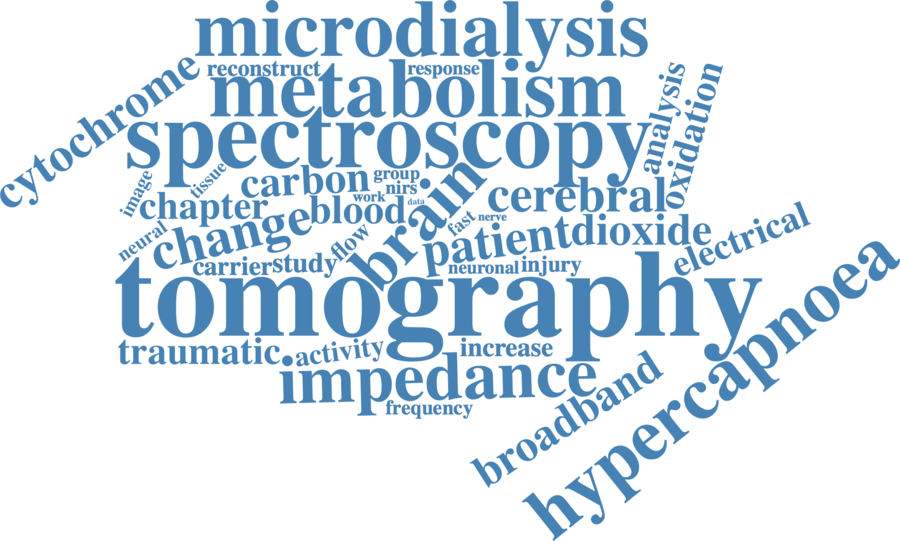 microdialysis
reconstruct
response
metabolism
cytochrome
analysis
oxidation
spectroscopy
image
tissue
carbon
group
nirs
work
data
brain
cerebral
chapter
change
blood
fast
nerve
neural
flow
patient
dioxide
electrical
carrier
study
neuronal
injury
tomography
hypercapnoea
traumatic
activity
increase
impedance
broadband
frequency